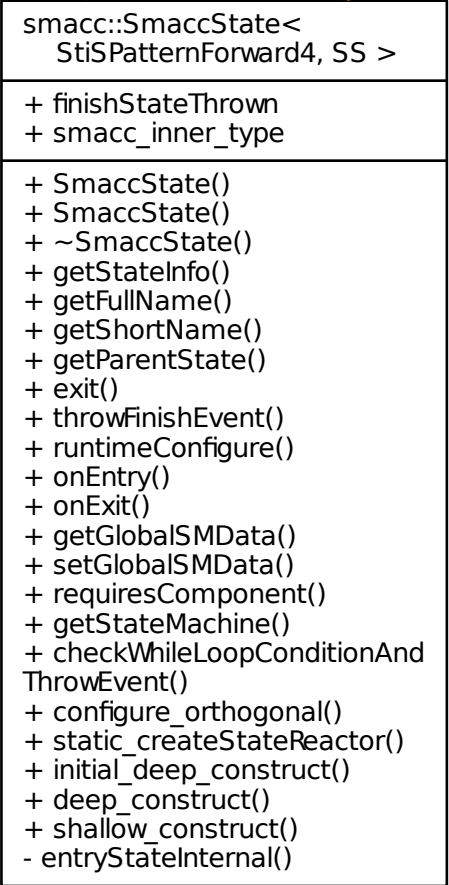 smacc::SmaccState<
StiSPatternForward4, SS >
+ finishStateThrown
+ smacc_inner_type
+ SmaccState()
+ SmaccState()
+ ~SmaccState()
+ getStateInfo()
+ getFullName()
+ getShortName()
+ getParentState()
+ exit()
+ throwFinishEvent()
+ runtimeConfigure()
+ onEntry()
+ onExit()
+ getGlobalSMData()
+ setGlobalSMData()
+ requiresComponent()
+ getStateMachine()
+ checkWhileLoopConditionAnd
ThrowEvent()
+ configure_orthogonal()
+ static_createStateReactor()
+ initial_deep_construct()
+ deep_construct()
+ shallow_construct()
- entryStateInternal()